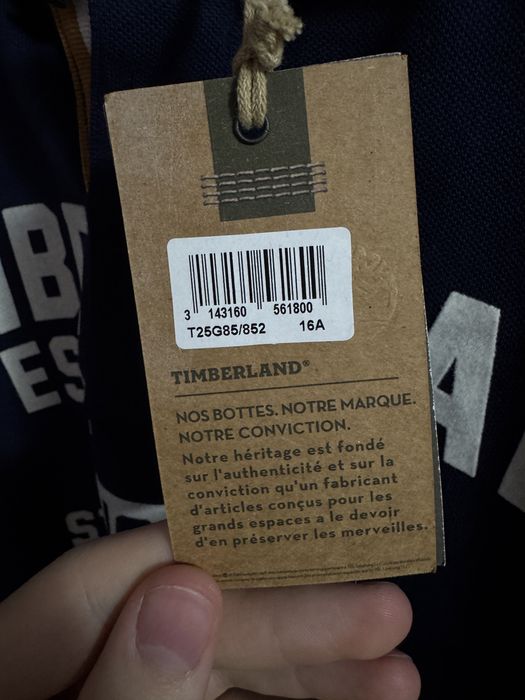 3 143160 561800
T25G85/852 16A
TIMBERLAND®
NOS BOTTES. NOTRE MARQUE.
NOTRE CONVICTION.
Notre héritage est fondé
sur l'authenticité et sur la
conviction qu'un fabricant
d'articles conçus pour les
grands espaces a le devoir
d'en préserver les merveilles.